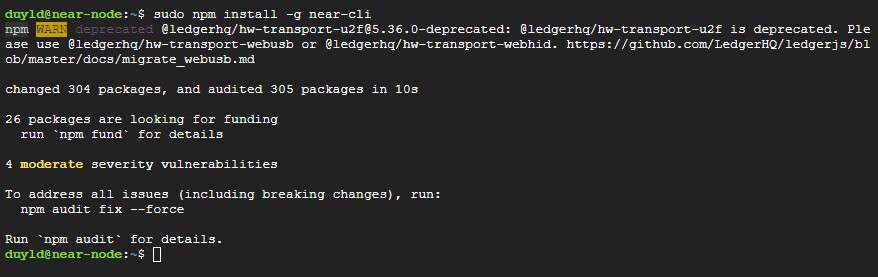 duyld@near-node:~$ sudo npm install -g near-cli
npm WARN deprecated @ledgerhq/hw-transport-u2f@5.36.0-deprecated: @ledgerhq/hw-transport-u2f is deprecated. Ple
ase use @ledgerhq/hw-transport-webusb or @ledgerhq/hw-transport-webhid. https://github.com/LedgerHQ/ledgerjs/bl
ob/master/docs/migrate_webusb.md
changed 304 packages, and audited 305 packages in 10s
26 packages are looking for funding
  run `npm fund` for details
4 moderate severity vulnerabilities
To address all issues (including breaking changes), run:
  npm audit fix --force
Run `npm audit` for details.
duyld@near-node:~$